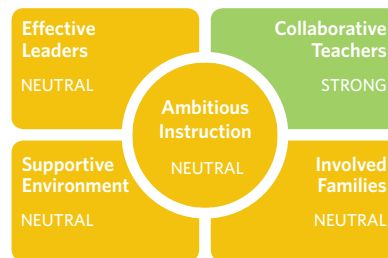 Effective
Leaders
NEUTRAL
Collaborative
Teachers
STRONG
Ambitious
Instruction
NEUTRAL
Supportive
Environment
NEUTRAL
Involved
Families
NEUTRAL